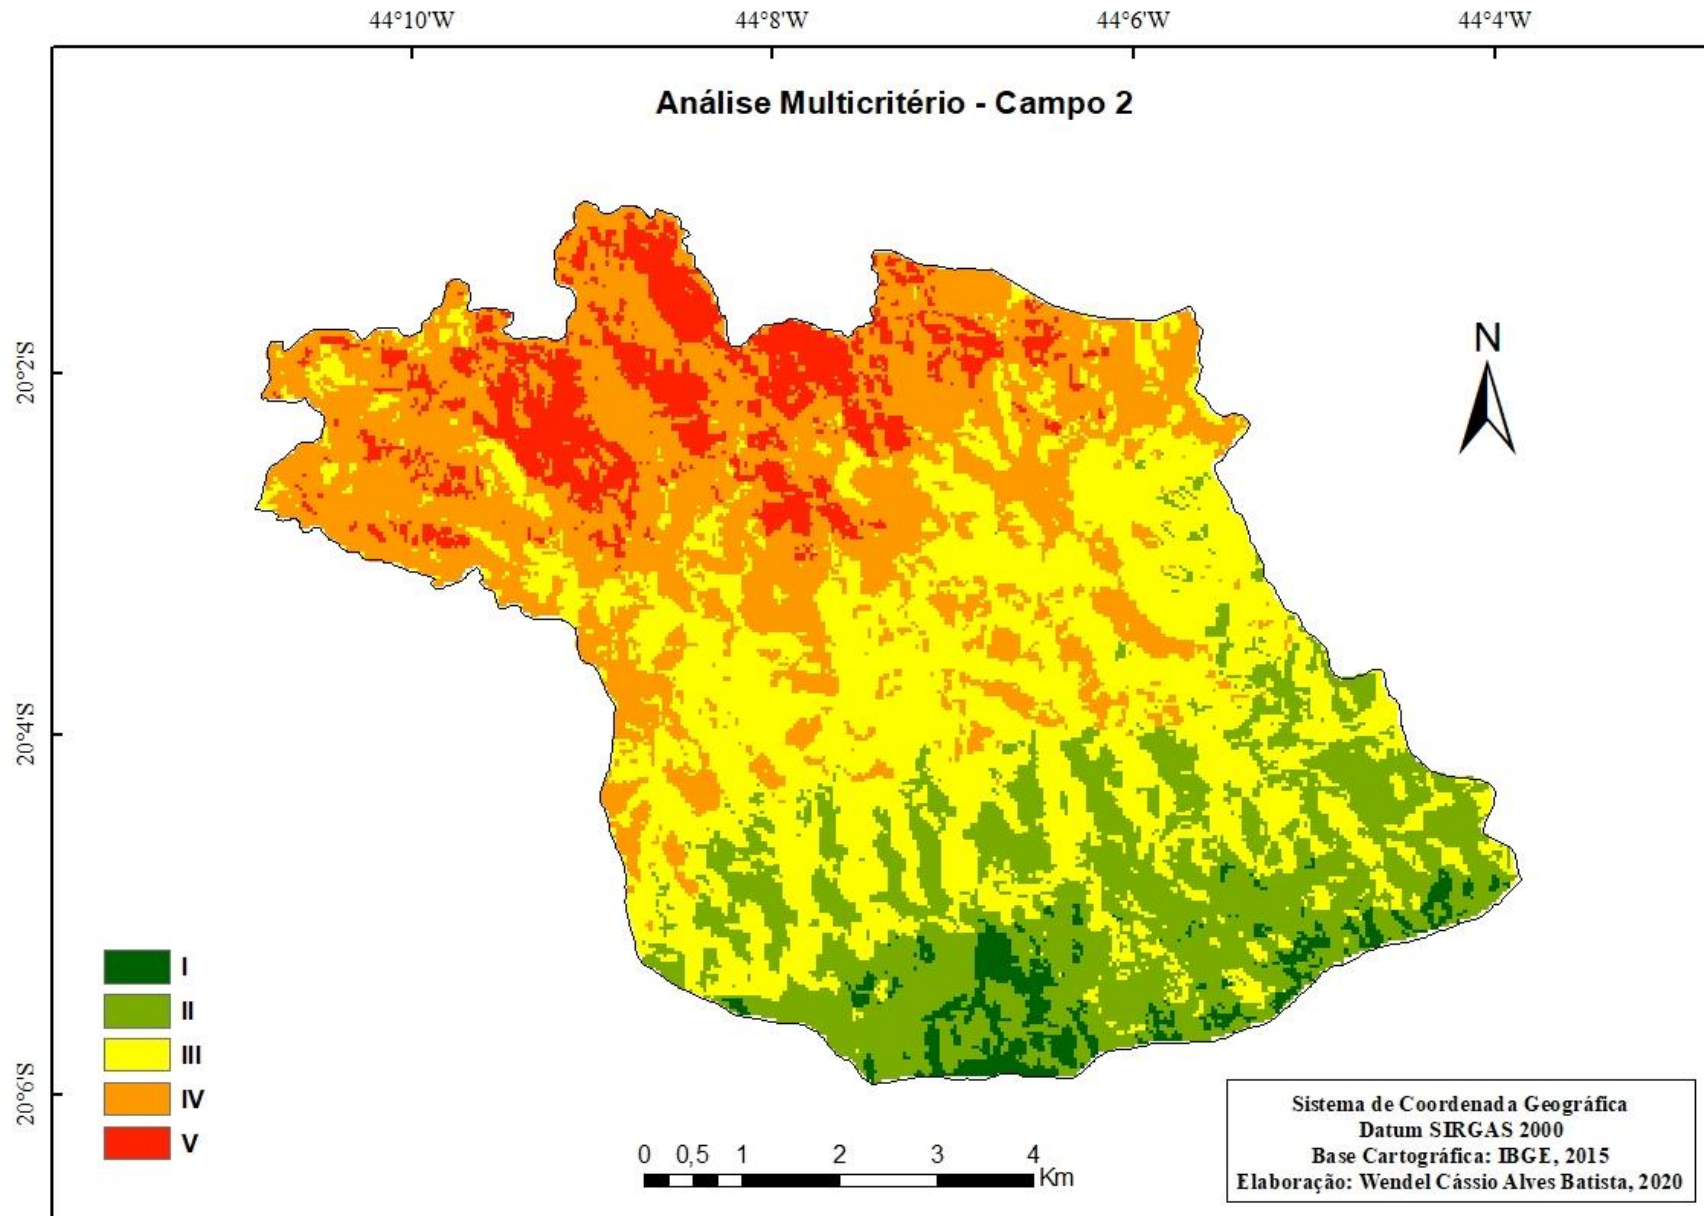 44°10'W 44°8'W 44°6'W 44°4'W
Análise Multicritério - Campo 2
N
20°2'S
20°4'S
20°6'S
I
II
III
IV
V
0 0,5 1 2 3 4
Km
Sistema de Coordenada Geográfica
Datum SIRGAS 2000
Base Cartográfica: IBGE, 2015
Elaboração: Wendel Cássio Alves Batista, 2020